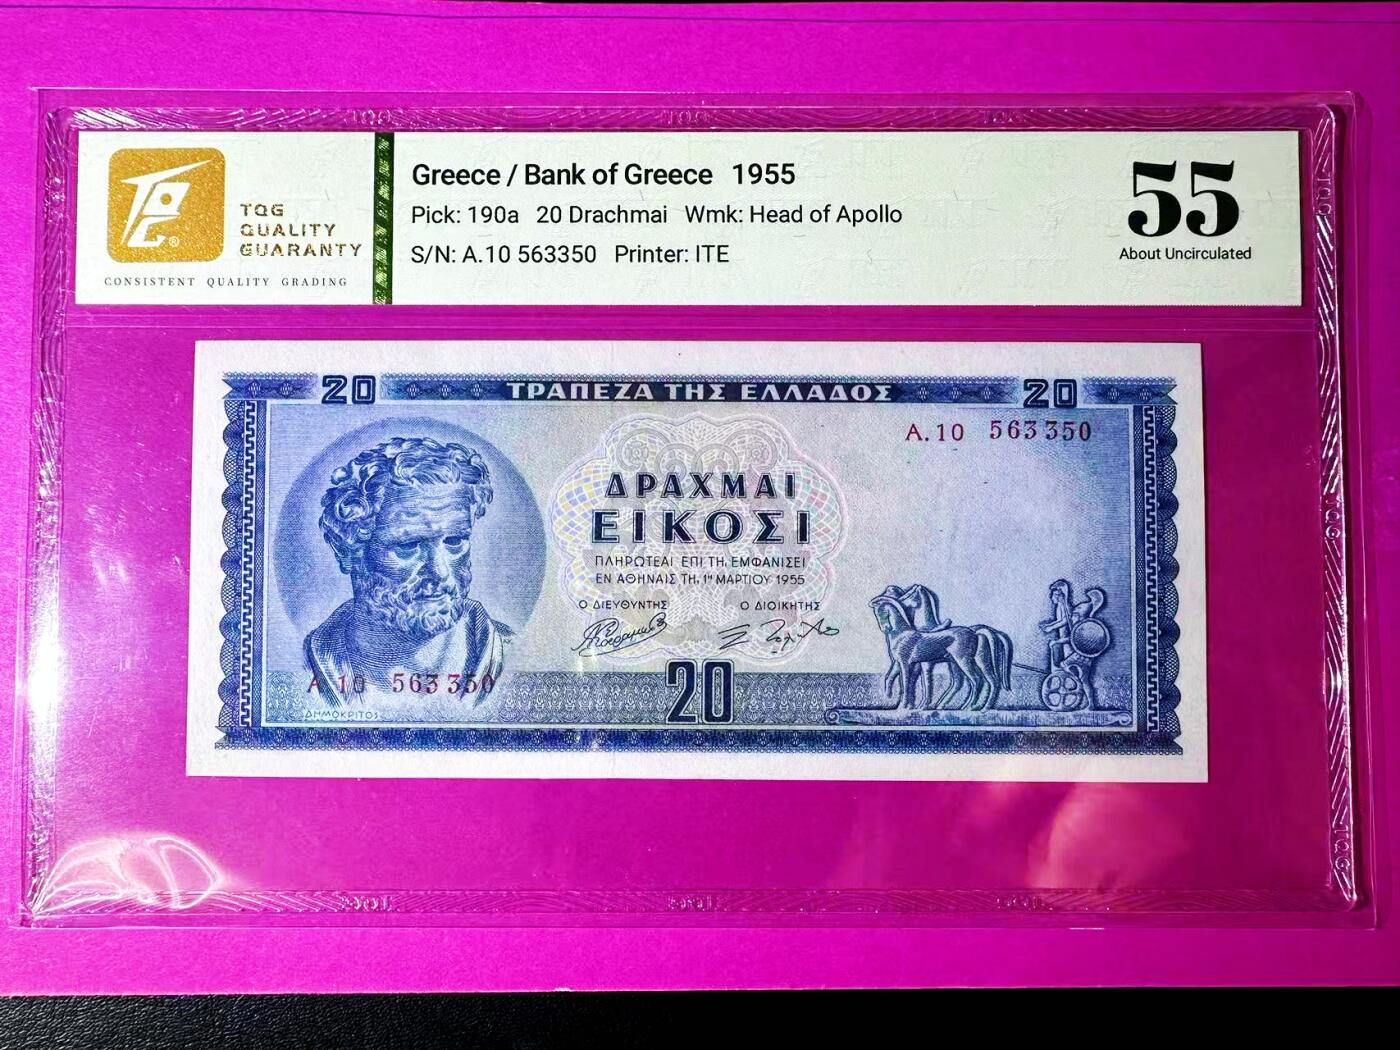 TQG
QUALITY
GUARANTY
CONSISTENT QUALITY GRADING
Greece / Bank of Greece 1955
Pick: 190a 20 Drachmai Wmk: Head of Apollo
S/N: A.10 563350 Printer: ITE
55
About Uncirculated
20 ΤΡΑΠΕΖΑ ΤΗΣ ΕΛΛΑΔΟΣ 20
A.10 563350
ΔΡΑΧΜΑΙ
ΕΙΚΟΣΙ
ΠΛΗΡΩΤΕΑΙ ΕΠΙ ΤΗ, ΕΜΦΑΝΙΣΕΙ
ΕΝ ΑΘΗΝΑΙΣ ΤΗ, 1ῃ ΜΑΡΤΙΟΥ 1955
Ο ΔΙΕΥΘΥΝΤΗΣ Ο ΔΙΟΙΚΗΤΗΣ
A.10 563350
20
ΔΗΜΟΚΡΙΤΟΣ